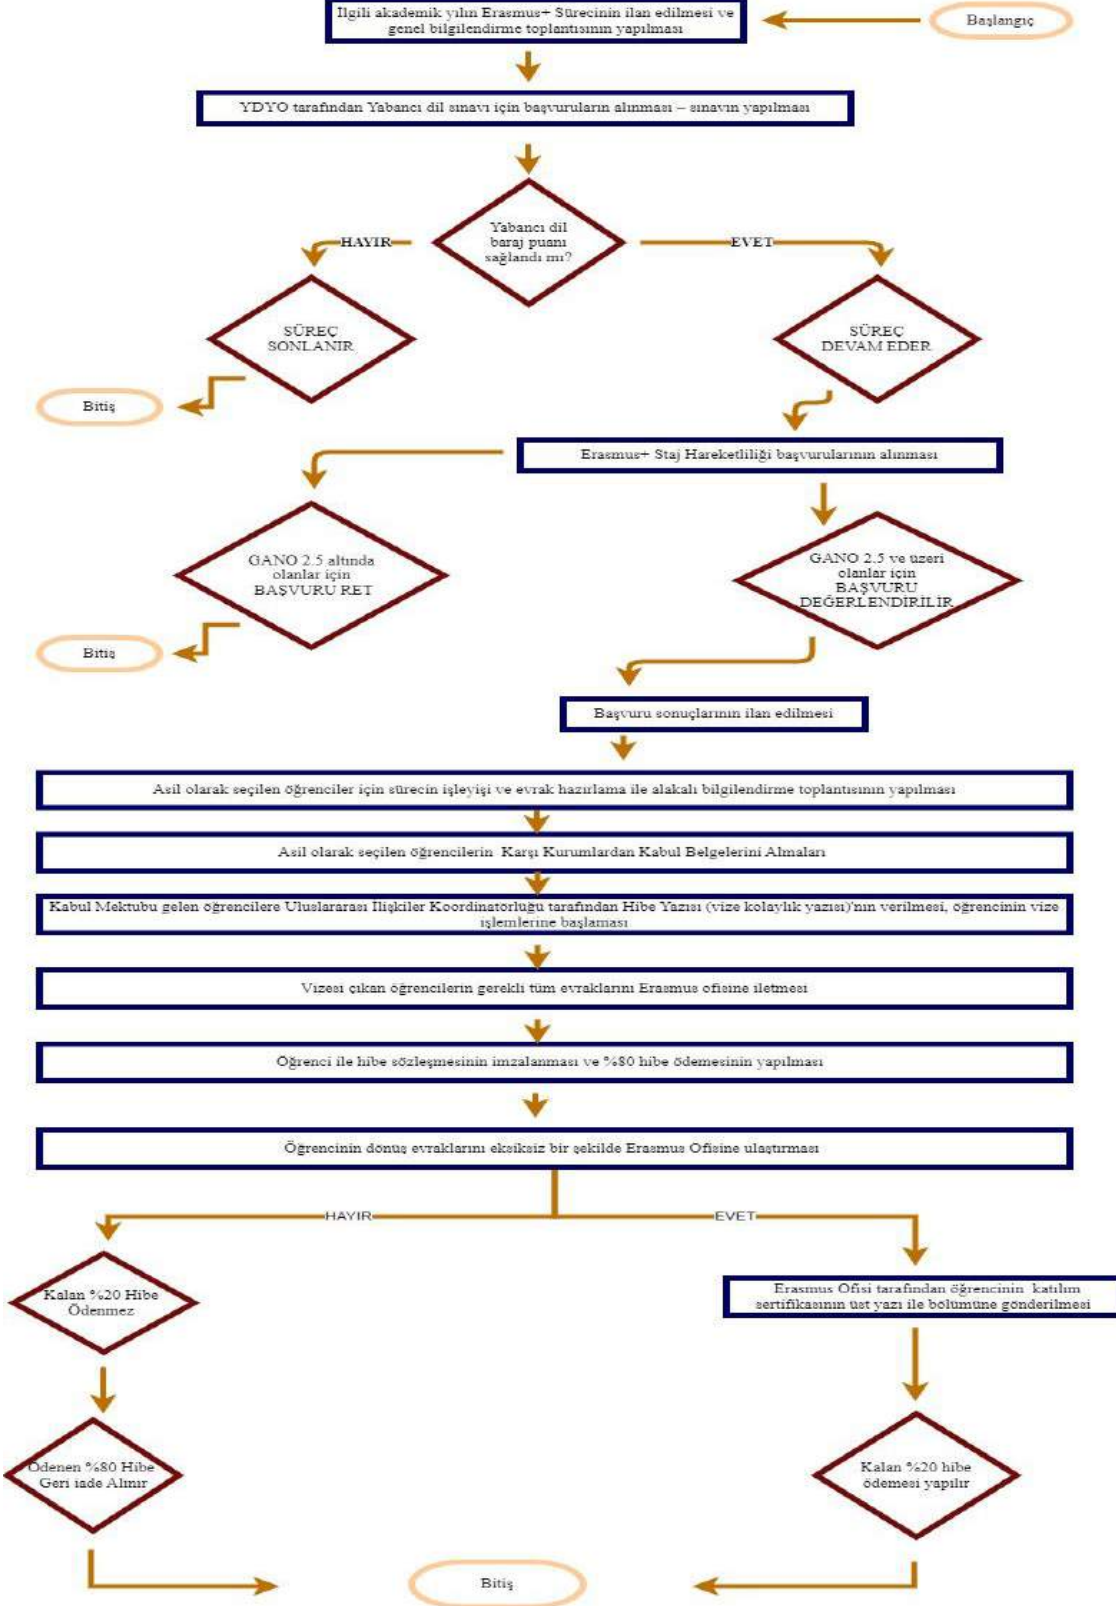 İlgili akademik yılın Erasmus+ Sürecinin ilan edilmesi ve
genel bilgilendirme toplantısının yapılması
Başlangıç
YDYO tarafından Yabancı dil sınavı için başvuruların alınması – sınavın yapılması
Yabancı dil
baraj puanı
sağlandı mı?
HAYIR
EVET
SÜREÇ
SONLANIR
SÜREÇ
DEVAM EDER
Bitiş
Erasmus+ Staj Hareketliliği başvurularının alınması
GANO 2.5 altında
olanlar için
BAŞVURU RET
GANO 2.5 ve üzeri
olanlar için
BAŞVURU
DEĞERLENDİRİLİR
Bitiş
Başvuru sonuçlarının ilan edilmesi
Asil olarak seçilen öğrenciler için sürecin işleyişi ve evrak hazırlama ile alakalı bilgilendirme toplantısının yapılması
Asil olarak seçilen öğrencilerin Karşı Kurumlardan Kabul Belgelerini Almaları
Kabul Mektubu gelen öğrencilere Uluslararası İlişkiler Koordinatörlüğü tarafından Hibe Yazısı (vize kolaylık yazısı)'nın verilmesi, öğrencinin vize
işlemlerine başlaması
Vizesi çıkan öğrencilerin gerekli tüm evraklarını Erasmus ofisine iletmesi
Öğrenci ile hibe sözleşmesinin imzalanması ve %80 hibe ödemesinin yapılması
Öğrencinin dönüş evraklarını eksiksiz bir şekilde Erasmus Ofisine ulaştırması
HAYIR
EVET
Kalan %20 Hibe
Ödenmez
Erasmus Ofisi tarafından öğrencinin katılım
sertifikasının üst yazı ile bölümüne gönderilmesi
Ödenen %80 Hibe
Geri iade Alınır
Kalan %20 hibe
ödemesi yapılır
Bitiş